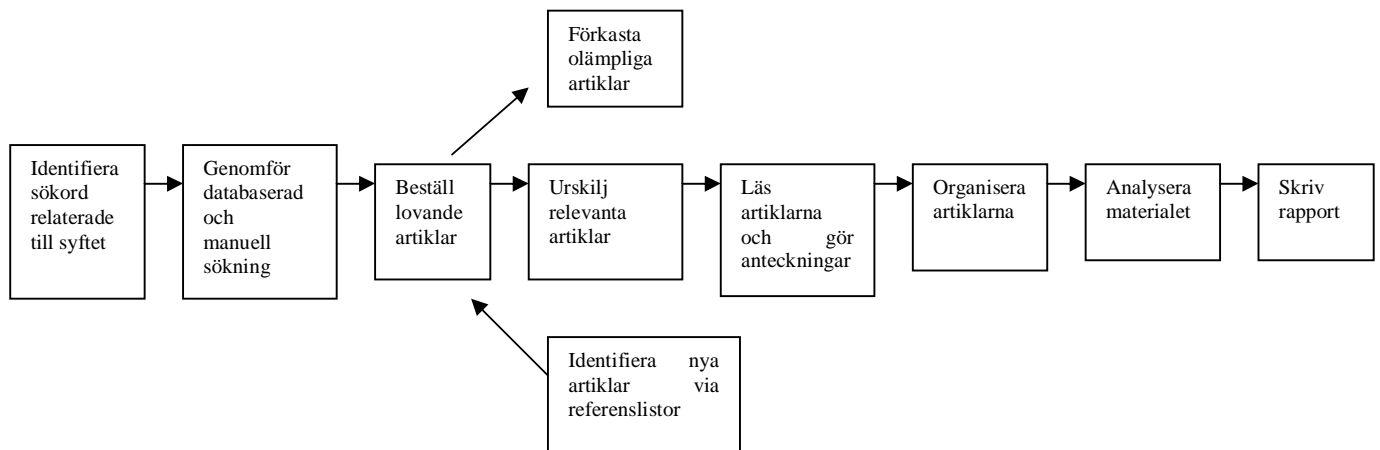 Förkasta
olämpliga
artiklar
Identifiera
sökord
relaterade
till syftet
Genomför
databaserad
och
manuell
sökning
Beställ
lovande
artiklar
Urskilj
relevanta
artiklar
Läs
artiklarna
och gör
anteckningar
Organisera
artiklarna
Analysera
materialet
Skriv
rapport
Identifiera nya
artiklar via
referenslistor